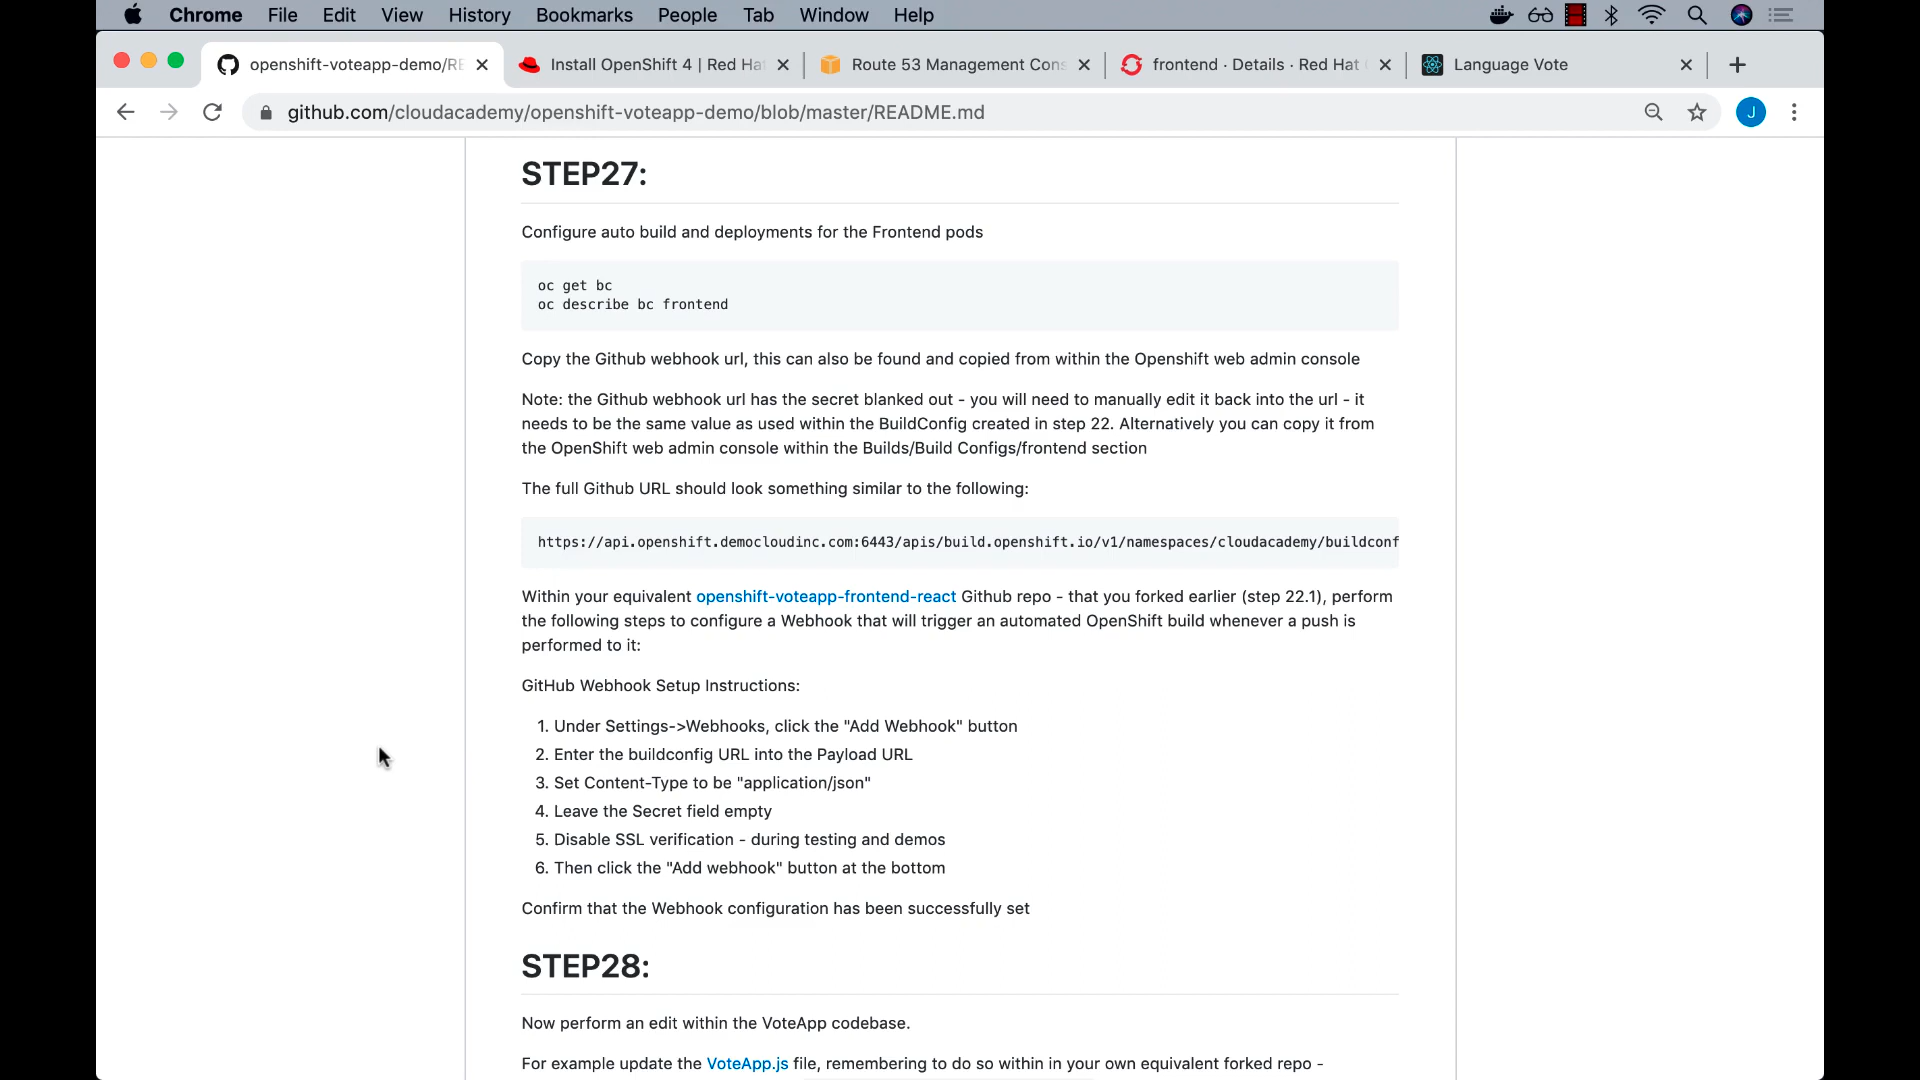 Chrome File Edit View History Bookmarks People Tab Window Help
openshift-voteapp-demo/RE
Install OpenShift 4 | Red Hat
Route 53 Management Cons
frontend · Details · Red Hat
Language Vote
github.com/cloudacademy/openshift-voteapp-demo/blob/master/README.md
J
STEP27:
Configure auto build and deployments for the Frontend pods
oc get bc
oc describe bc frontend
Copy the Github webhook url, this can also be found and copied from within the Openshift web admin console
Note: the Github webhook url has the secret blanked out - you will need to manually edit it back into the url - it
needs to be the same value as used within the BuildConfig created in step 22. Alternatively you can copy it from
the OpenShift web admin console within the Builds/Build Configs/frontend section
The full Github URL should look something similar to the following:
https://api.openshift.democloudinc.com:6443/apis/build.openshift.io/v1/namespaces/cloudacademy/buildconf
Within your equivalent openshift-voteapp-frontend-react Github repo - that you forked earlier (step 22.1), perform
the following steps to configure a Webhook that will trigger an automated OpenShift build whenever a push is
performed to it:
GitHub Webhook Setup Instructions:
1. Under Settings->Webhooks, click the "Add Webhook" button
2. Enter the buildconfig URL into the Payload URL
3. Set Content-Type to be "application/json"
4. Leave the Secret field empty
5. Disable SSL verification - during testing and demos
6. Then click the "Add webhook" button at the bottom
Confirm that the Webhook configuration has been successfully set
STEP28:
Now perform an edit within the VoteApp codebase.
For example update the VoteApp.js file, remembering to do so within in your own equivalent forked repo -